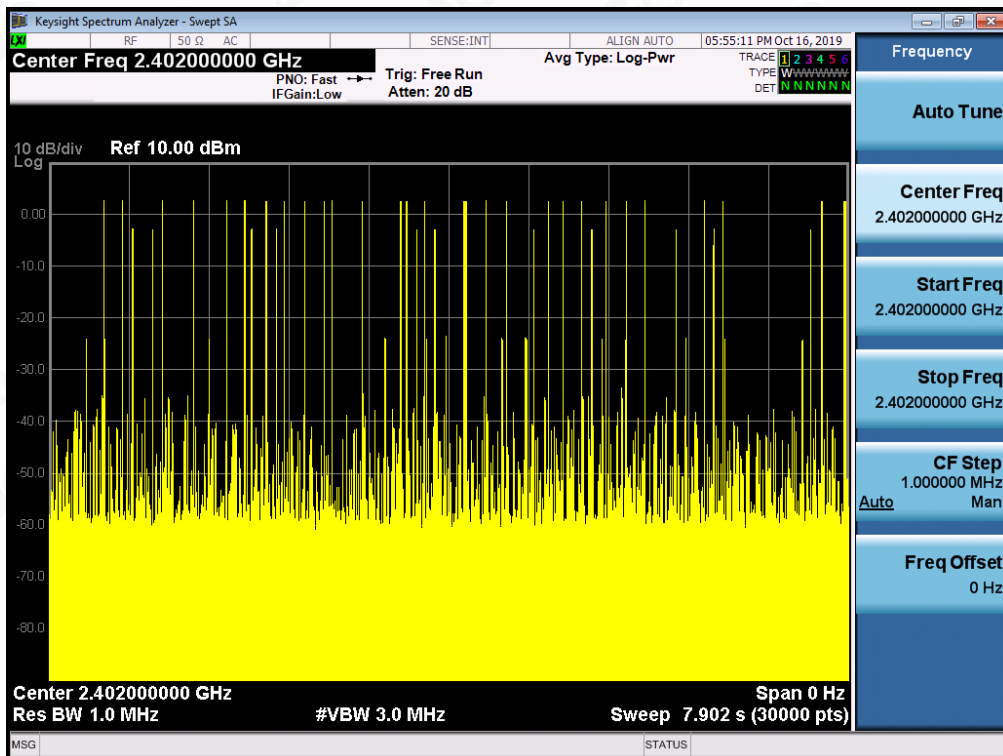 Keysight Spectrum Analyzer - Swept SA
LXI RF 50 Ω AC SENSE:INT ALIGN AUTO 05:55:11 PM Oct 16, 2019
Center Freq 2.402000000 GHz
PNO: Fast
IFGain:Low
Trig: Free Run
Atten: 20 dB
Avg Type: Log-Pwr
TRACE 1 2 3 4 5 6
TYPE W
DET N N N N N N
10 dB/div
Log
Ref 10.00 dBm
0.00
-10.0
-20.0
-30.0
-40.0
-50.0
-60.0
-70.0
-80.0
Center 2.402000000 GHz
Span 0 Hz
Res BW 1.0 MHz
#VBW 3.0 MHz
Sweep 7.902 s (30000 pts)
MSG
STATUS
Frequency
Auto Tune
Center Freq
2.402000000 GHz
Start Freq
2.402000000 GHz
Stop Freq
2.402000000 GHz
CF Step
1.000000 MHz
Auto Man
Freq Offset
0 Hz